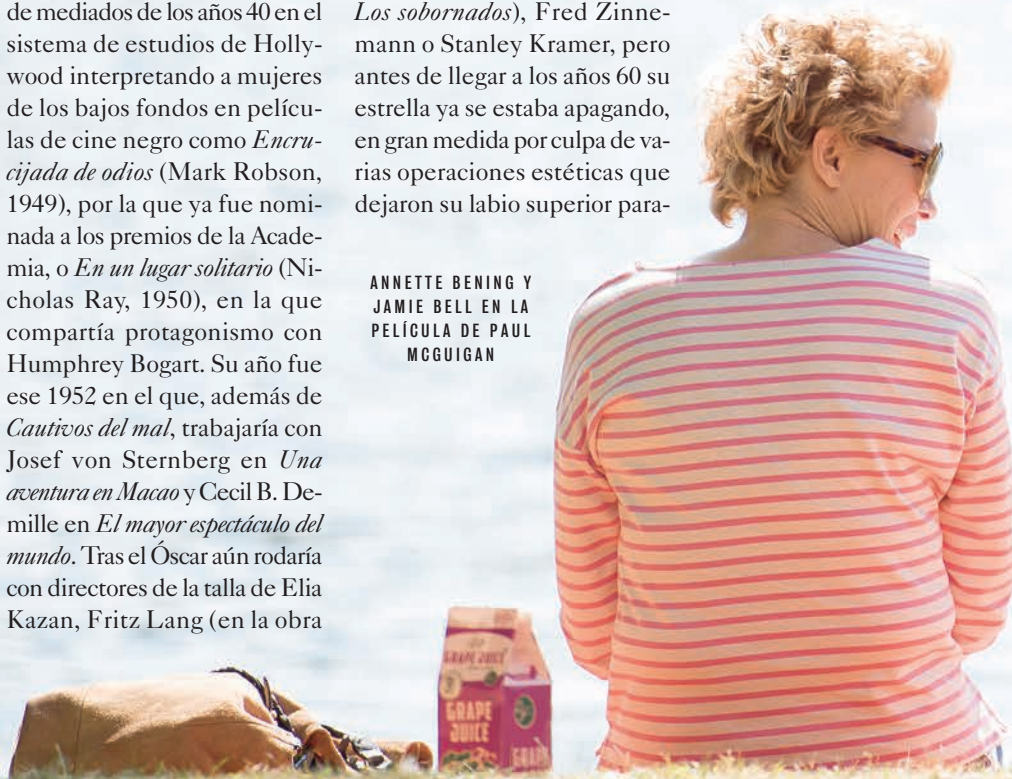 de mediados de los años 40 en el
sistema de estudios de Holly-
wood interpretando a mujeres
de los bajos fondos en pelícu-
las de cine negro como Encru-
cijada de odios (Mark Robson,
1949), por la que ya fue nomi-
nada a los premios de la Acade-
mia, o En un lugar solitario (Ni-
cholas Ray, 1950), en la que
compartía protagonismo con
Humphrey Bogart. Su año fue
ese 1952 en el que, además de
Cautivos del mal, trabajaría con
Josef von Sternberg en Una
aventura en Macao y Cecil B. De-
mille en El mayor espectáculo del
mundo. Tras el Óscar aún rodaría
con directores de la talla de Elia
Kazan, Fritz Lang (en la obra
Los sobornados), Fred Zinne-
mann o Stanley Kramer, pero
antes de llegar a los años 60 su
estrella ya se estaba apagando,
en gran medida por culpa de va-
rias operaciones estéticas que
dejaron su labio superior para-
ANNETTE BENING Y
JAMIE BELL EN LA
PELÍCULA DE PAUL
MCGUIGAN
GRAPE JUICE
GRAPE
JUICE
GRAPE